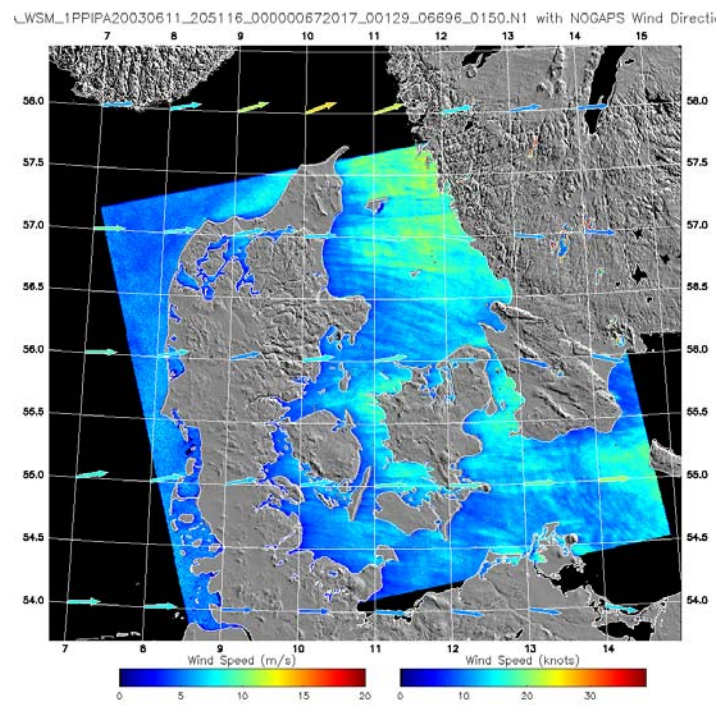 _WSM_1PPIPA20030611_205116_000000672017_00129_06696_0150.N1 with NOGAPS Wind Directi
7 8 9 10 11 12 13 14 15
58.0 58.0
57.5 57.5
57.0 57.0
56.5 56.5
56.0 56.0
55.5 55.5
55.0 55.0
54.5 54.5
54.0 54.0
7 8 9 10 11 12 13 14
Wind Speed (m/s) Wind Speed (knots)
0 5 10 15 20 0 10 20 30